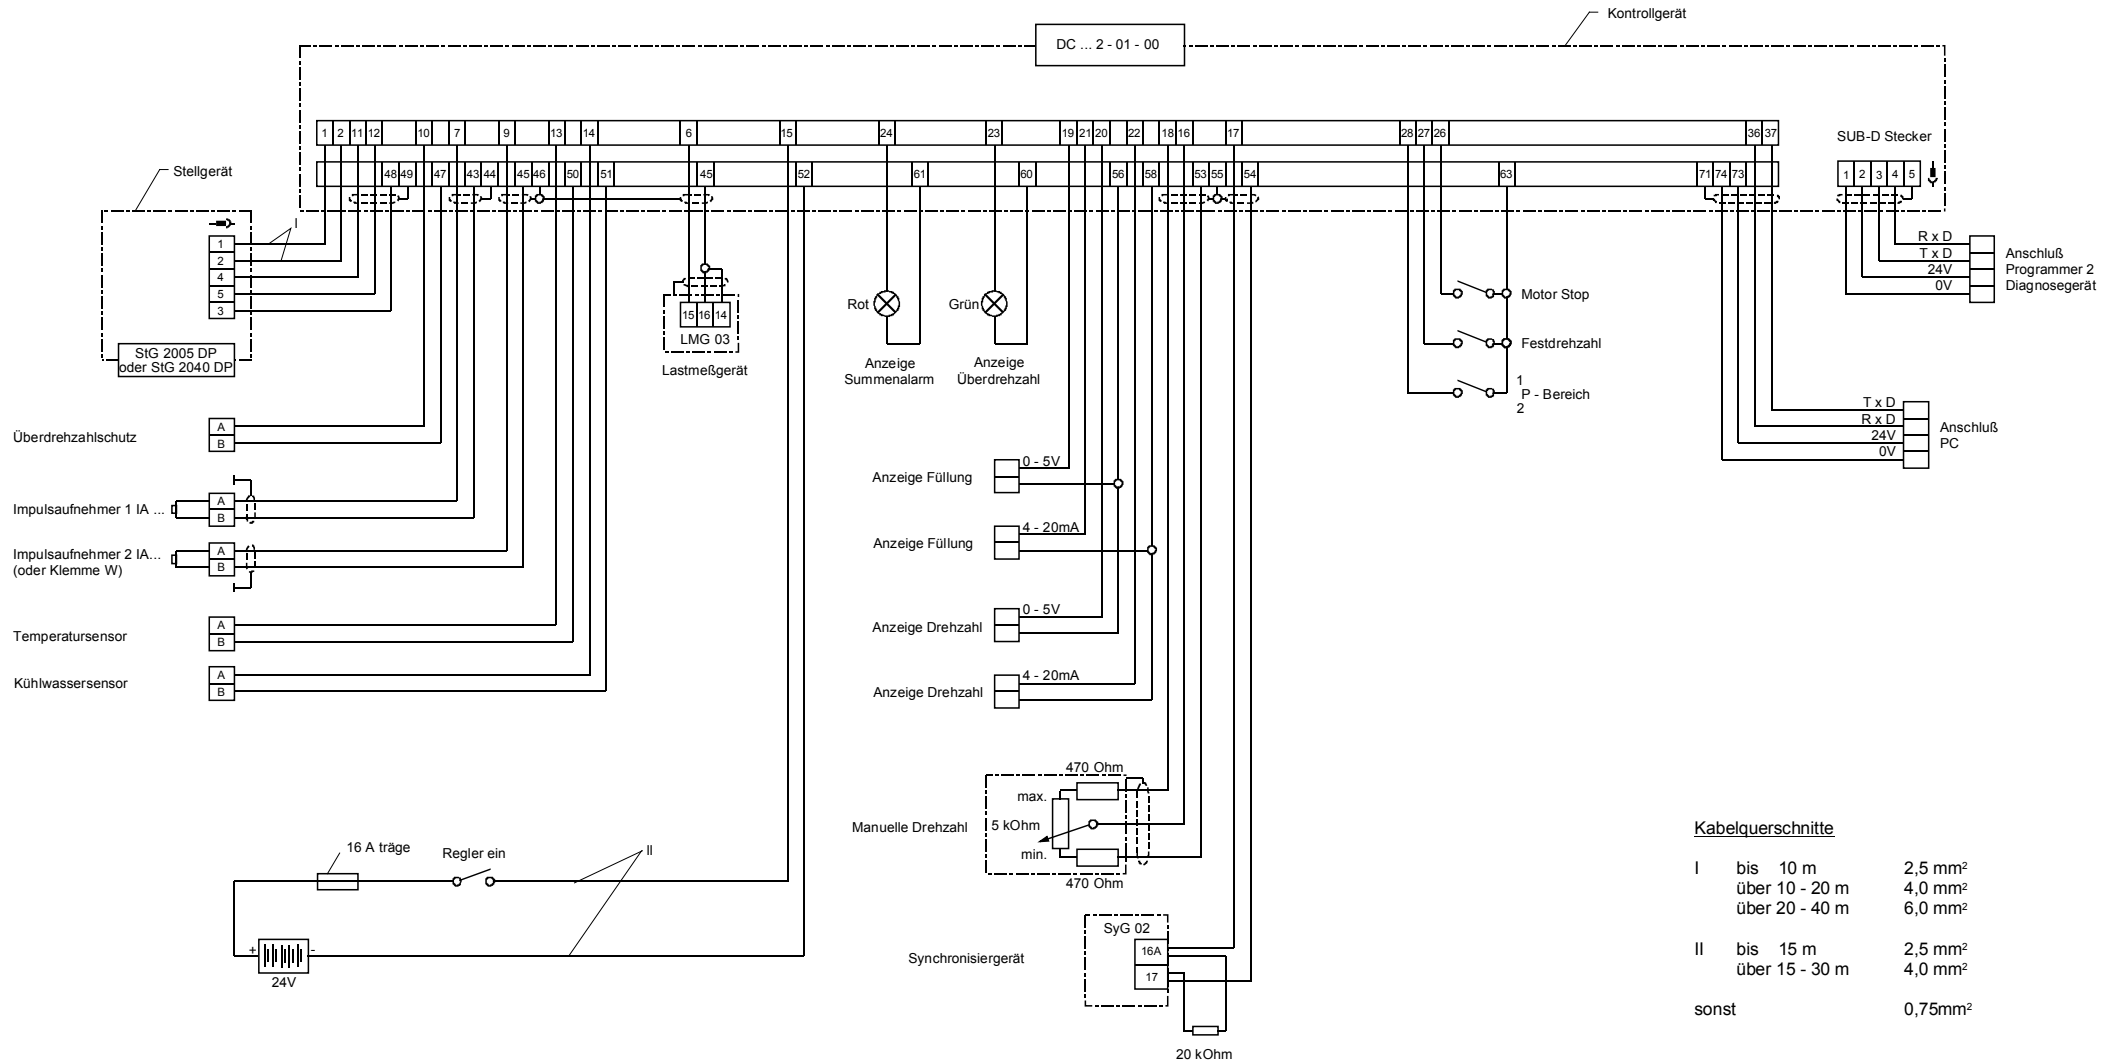 Kontrollgerät
DC ... 2 - 01 - 00
1 2 11 12 10 7 9 13 14 6 15 24 23 19 21 20 22 18 16 17 28 27 26 36 37
SUB-D Stecker
48 49 47 43 44 45 46 50 51 45 52 61 60 56 58 53 55 54 63 71 74 73
1 2 3 4 5
Stellgerät
I
1
2
4
5
3
StG 2005 DP
oder StG 2040 DP
R x D
T x D
24V
0V
Anschluß
Programmer 2
Diagnosegerät
Rot
Grün
15 16 14
LMG 03
Lastmeßgerät
Anzeige
Summenalarm
Anzeige
Überdrehzahl
Motor Stop
Festdrehzahl
1
P - Bereich
2
T x D
R x D
24V
0V
Anschluß
PC
Überdrehzahlschutz
A
B
Impulsaufnehmer 1 IA ...
A
B
Impulsaufnehmer 2 IA...
(oder Klemme W)
A
B
Temperatursensor
A
B
Kühlwassersensor
A
B
Anzeige Füllung
0 - 5V
Anzeige Füllung
4 - 20mA
Anzeige Drehzahl
0 - 5V
Anzeige Drehzahl
4 - 20mA
470 Ohm
max.
Manuelle Drehzahl
5 kOhm
min.
470 Ohm
16 A träge
Regler ein
II
+
-
24V
SyG 02
16A
17
Synchronisiergerät
20 kOhm
Kabelquerschnitte
I bis 10 m 2,5 mm²
über 10 - 20 m 4,0 mm²
über 20 - 40 m 6,0 mm²
II bis 15 m 2,5 mm²
über 15 - 30 m 4,0 mm²
sonst 0,75mm²